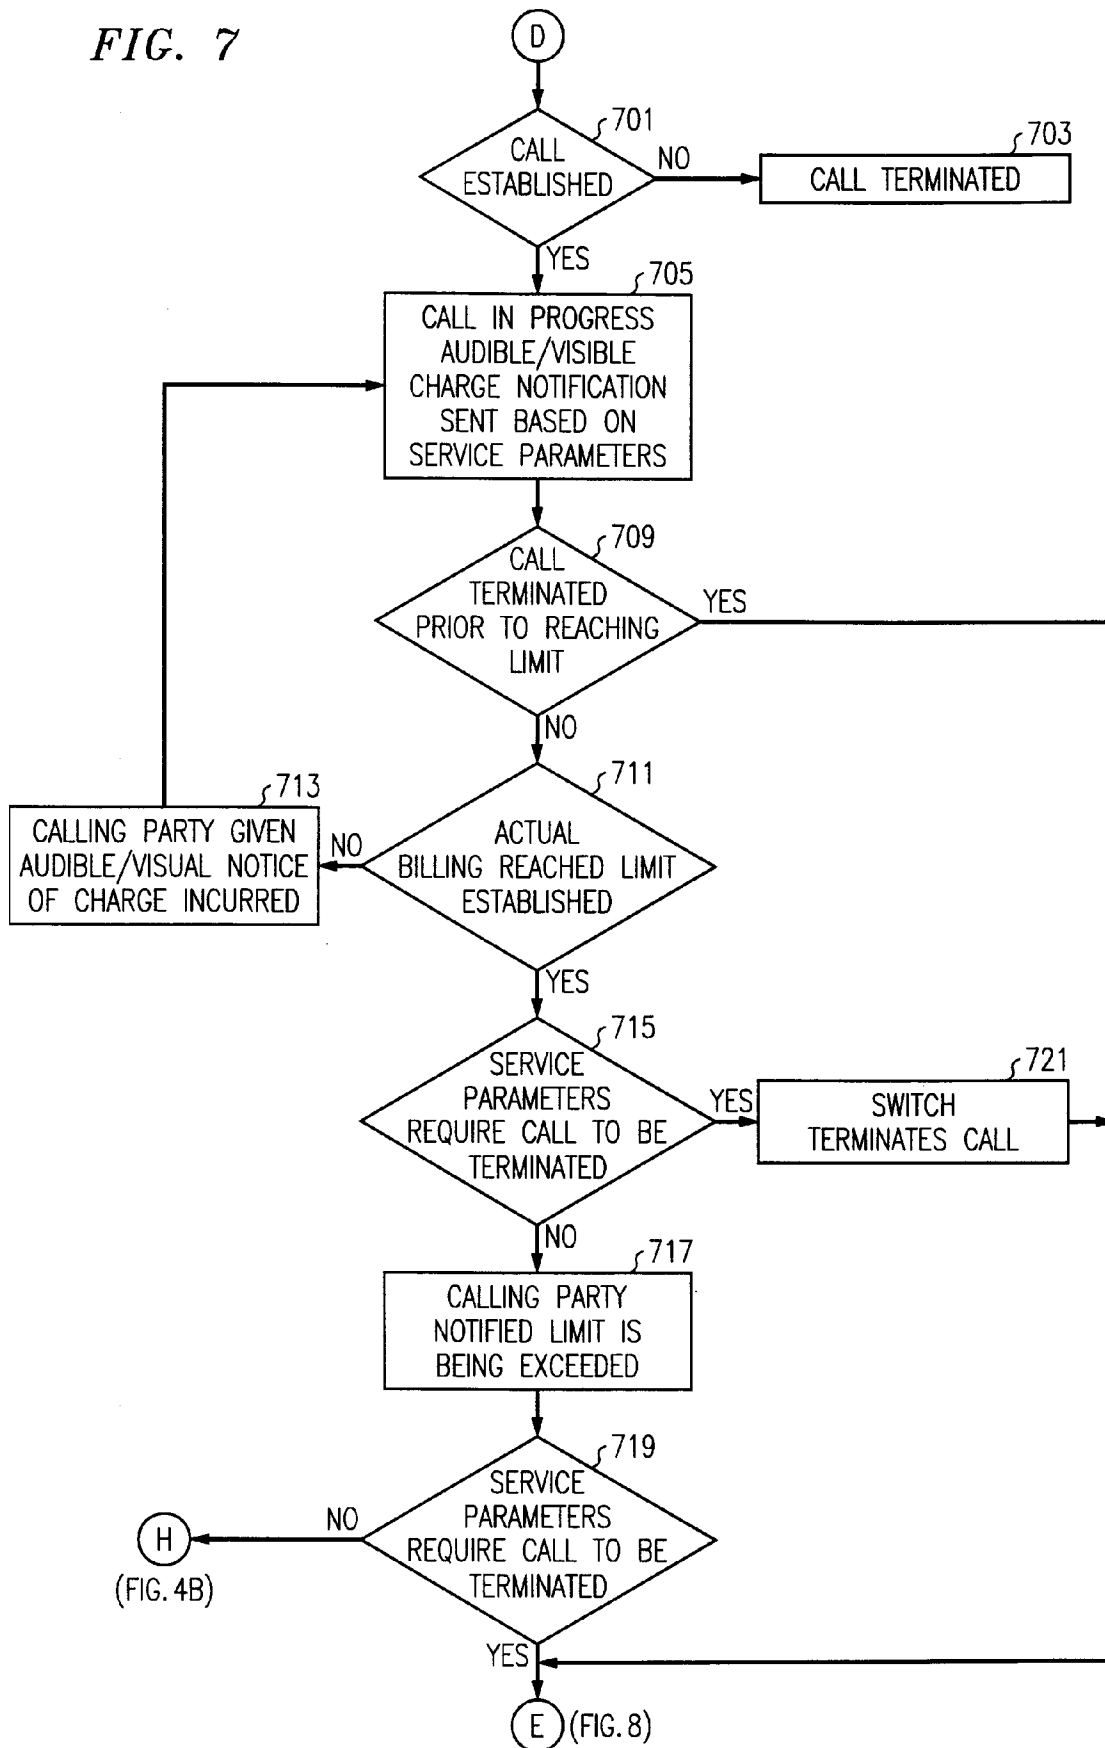 FIG. 7
D
701
CALL
ESTABLISHED
NO
703
CALL TERMINATED
YES
705
CALL IN PROGRESS
AUDIBLE/VISIBLE
CHARGE NOTIFICATION
SENT BASED ON
SERVICE PARAMETERS
709
CALL
TERMINATED
PRIOR TO REACHING
LIMIT
YES
NO
711
ACTUAL
BILLING REACHED LIMIT
ESTABLISHED
NO
713
CALLING PARTY GIVEN
AUDIBLE/VISUAL NOTICE
OF CHARGE INCURRED
YES
715
SERVICE
PARAMETERS
REQUIRE CALL TO BE
TERMINATED
YES
721
SWITCH
TERMINATES CALL
NO
717
CALLING PARTY
NOTIFIED LIMIT IS
BEING EXCEEDED
719
SERVICE
PARAMETERS
REQUIRE CALL TO BE
TERMINATED
NO
H
(FIG. 4B)
YES
E (FIG. 8)